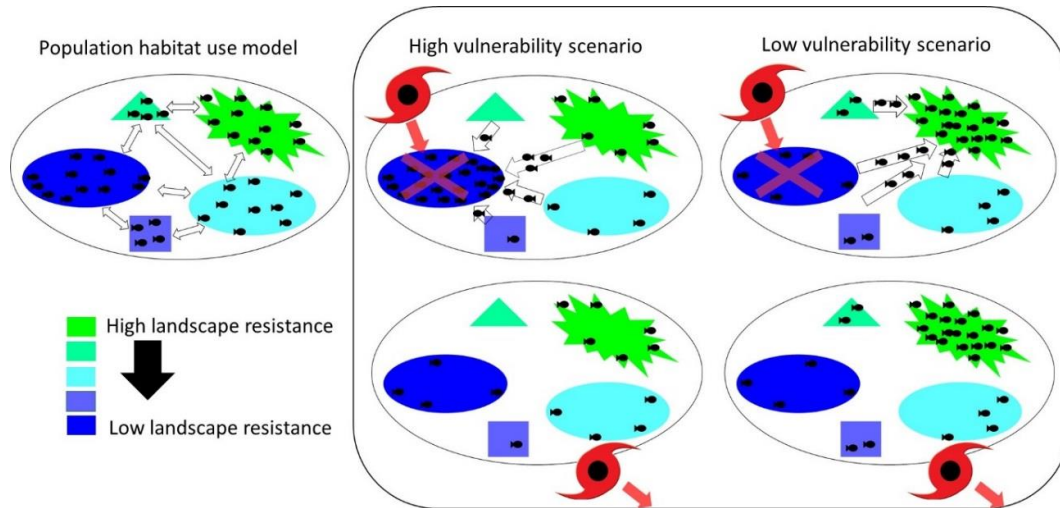 Population habitat use model
High vulnerability scenario
Low vulnerability scenario
High landscape resistance
Low landscape resistance